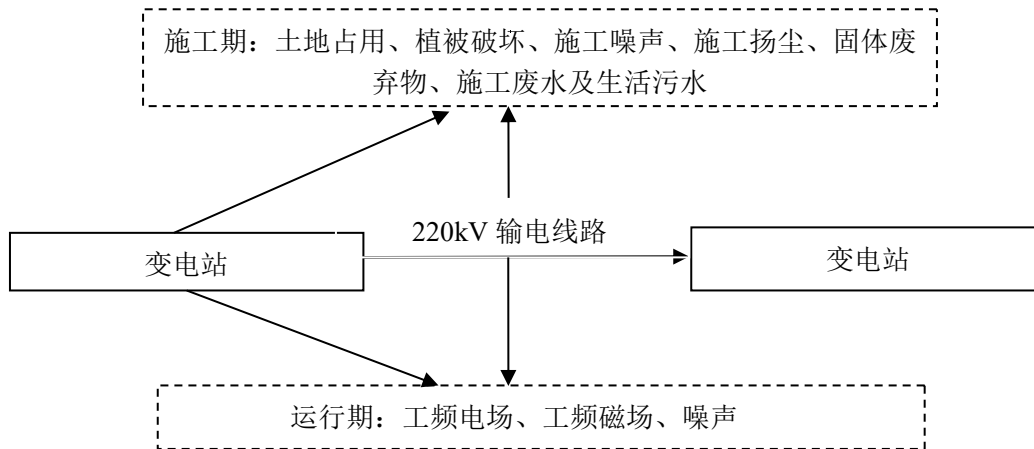 施工期：土地占用、植被破坏、施工噪声、施工扬尘、固体废
弃物、施工废水及生活污水
220kV 输电线路
变电站
变电站
运行期：工频电场、工频磁场、噪声